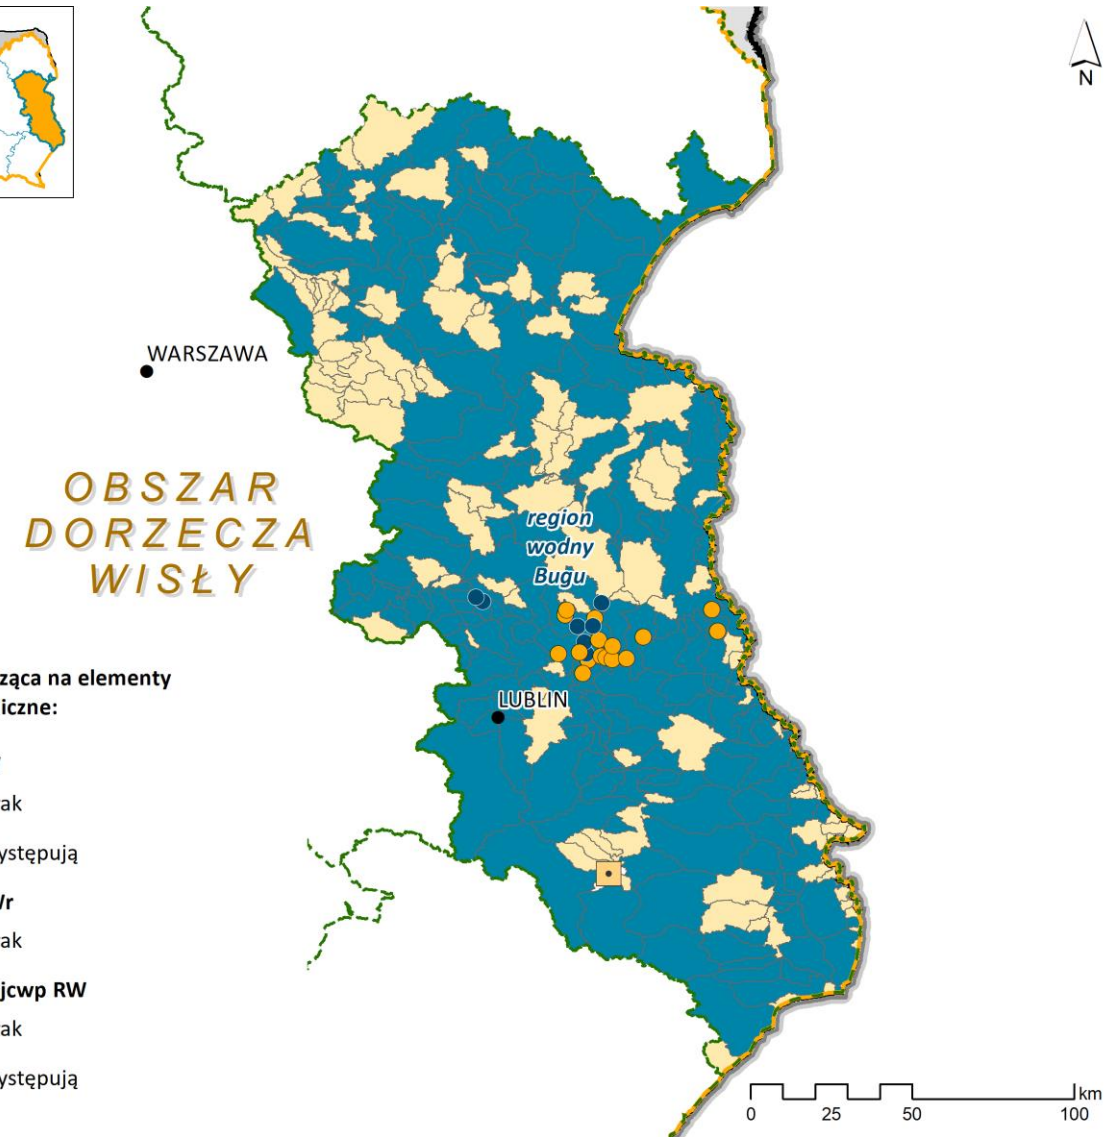 N
WARSZAWA
OBSZAR
DORZECZA
WISŁY
region
wodny
Bugu
LUBLIN
ząca na elementy
iczne:
ak
ystępują
r
ak
jcwp RW
ak
ystępują
km
0 25 50 100